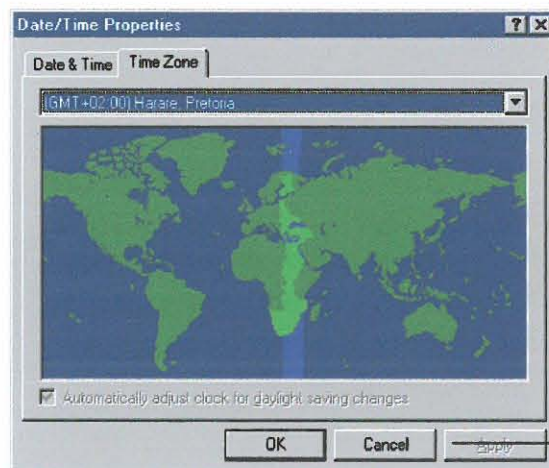 Date/Time Properties
Date & Time Time Zone
(GMT+02:00) Harare, Pretoria
Automatically adjust clock for daylight saving changes
OK Cancel Apply